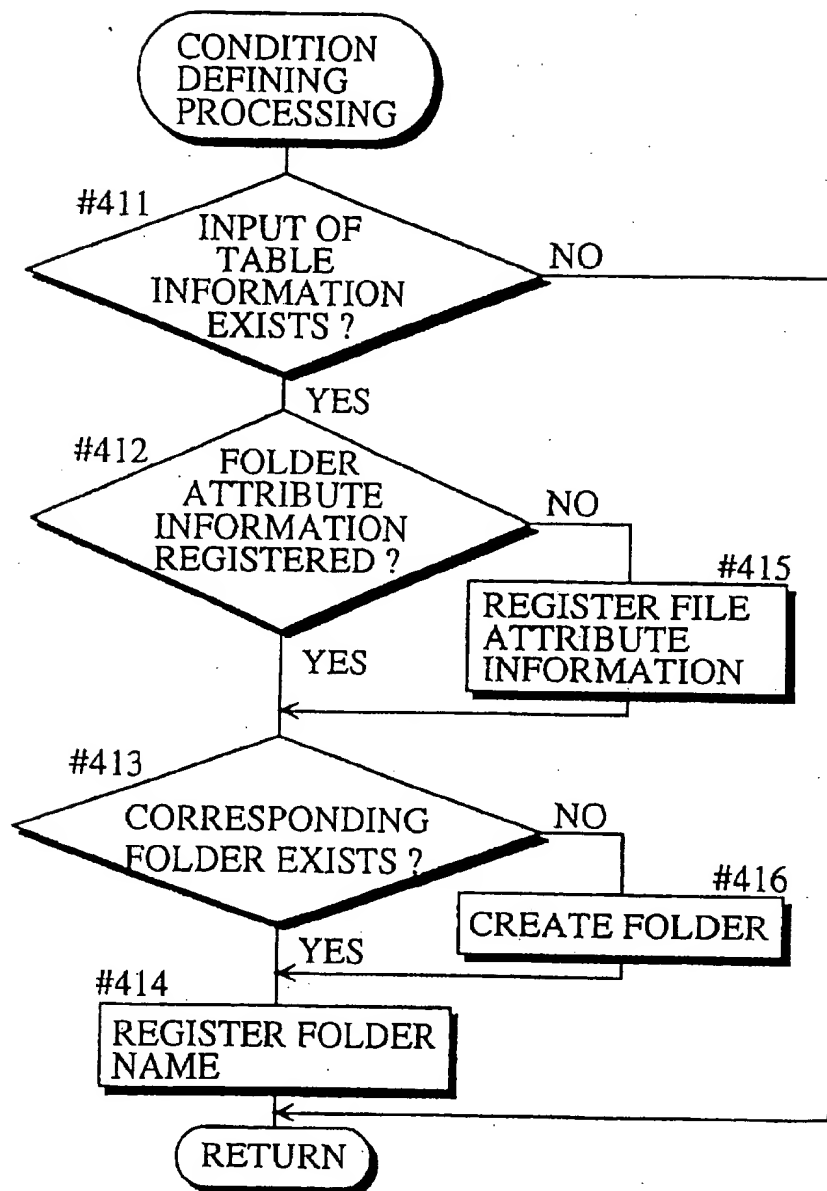 CONDITION
DEFINING
PROCESSING
#411
INPUT OF
TABLE
INFORMATION
EXISTS ?
NO
YES
#412
FOLDER
ATTRIBUTE
INFORMATION
REGISTERED ?
NO
#415
REGISTER FILE
ATTRIBUTE
INFORMATION
YES
#413
CORRESPONDING
FOLDER EXISTS ?
NO
#416
CREATE FOLDER
YES
#414
REGISTER FOLDER
NAME
RETURN